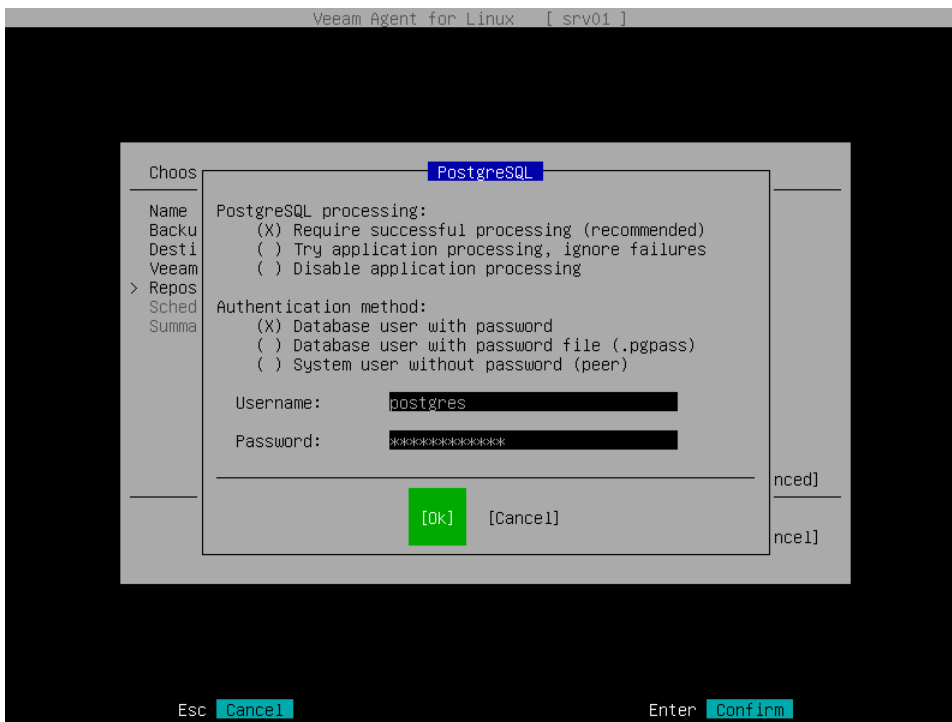 Veeam Agent for Linux [ srv01 ]
Choos
PostgreSQL
Name
Backu
Desti
Veeam
> Repos
Sched
Summa
PostgreSQL processing:
(X) Require successful processing (recommended)
( ) Try application processing, ignore failures
( ) Disable application processing
Authentication method:
(X) Database user with password
( ) Database user with password file (.pgpass)
( ) System user without password (peer)
Username: postgres
Password: ************
nced]
[Ok] [Cancel]
ncel]
Esc Cancel Enter Confirm